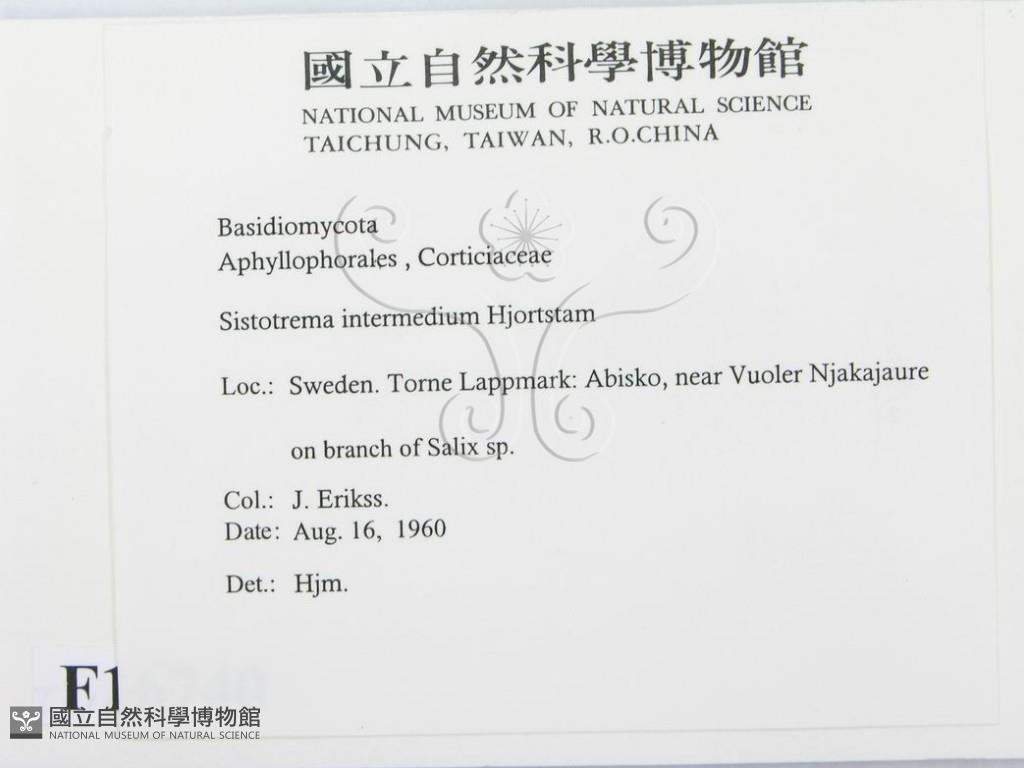 國立自然科學博物館
NATIONAL MUSEUM OF NATURAL SCIENCE
TAICHUNG, TAIWAN, R.O.CHINA
Basidiomycota
Aphyllophorales , Corticiaceae
Sistotrema intermedium Hjortstam
Loc.: Sweden. Torne Lappmark: Abisko, near Vuoler Njakajaure
on branch of Salix sp.
Col.: J. Erikss.
Date: Aug. 16, 1960
Det.: Hjm.
F1
國立自然科學博物館
NATIONAL MUSEUM OF NATURAL SCIENCE